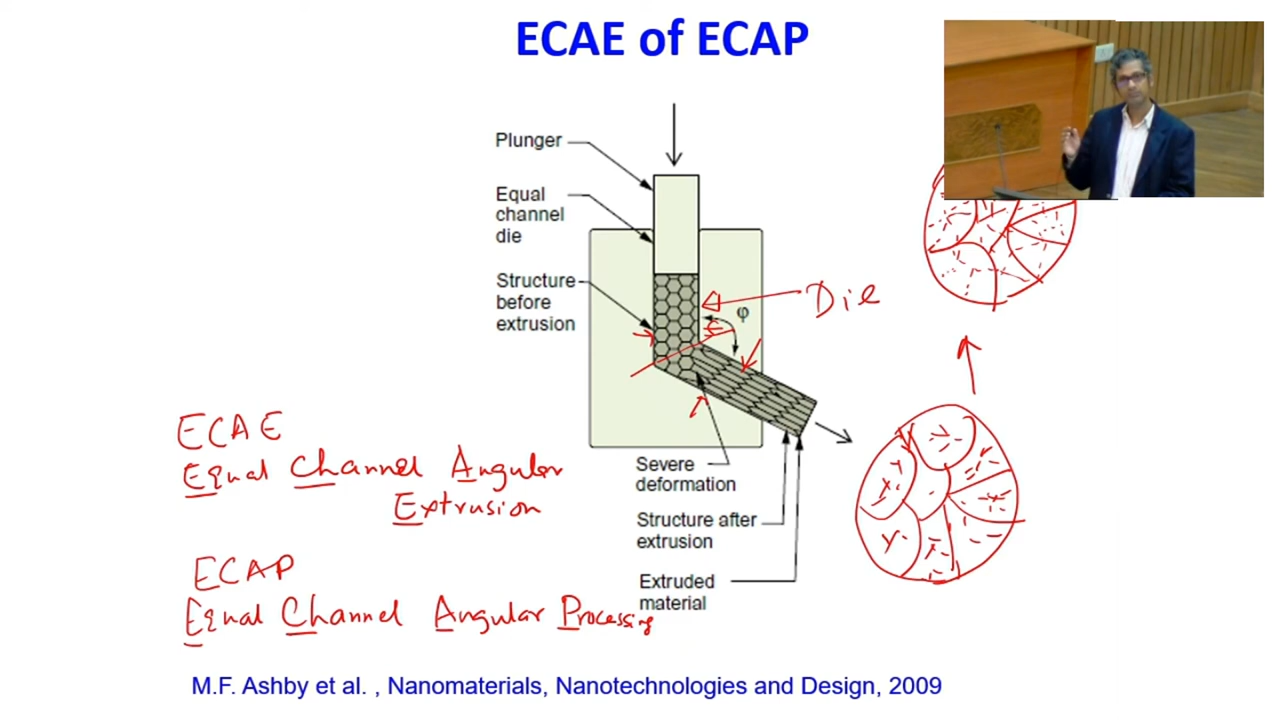 ECAE of ECAP
Plunger
Equal
channel
die
Structure
before
extrusion
Die
φ
ECAE
Equal Channel Angular
Extrusion
Severe
deformation
Structure after
extrusion
Extruded
material
ECAP
Equal Channel Angular Processing
M.F. Ashby et al. , Nanomaterials, Nanotechnologies and Design, 2009